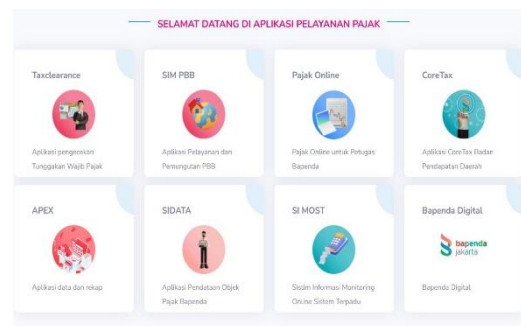 SELAMAT DATANG DI APLIKASI PELAYANAN PAJAK
Taxclearance
Aplikasi pengecekan
Tunggakan Wajib Pajak
SIM PBB
Aplikasi Pelayanan dan
Pemungutan PBB
Pajak Online
Pajak Online untuk Petugas
Bapenda
CoreTax
Aplikasi CoreTax Badan
Pendapatan Daerah
APEX
Aplikasi data dan rekap
SIDATA
Aplikasi Pendataan Objek
Pajak Bapenda
SI MOST
Sistim Informasi Monitoring
Online Sistem Terpadu
Bapenda Digital
bapenda
jakarta
Bapenda Digital